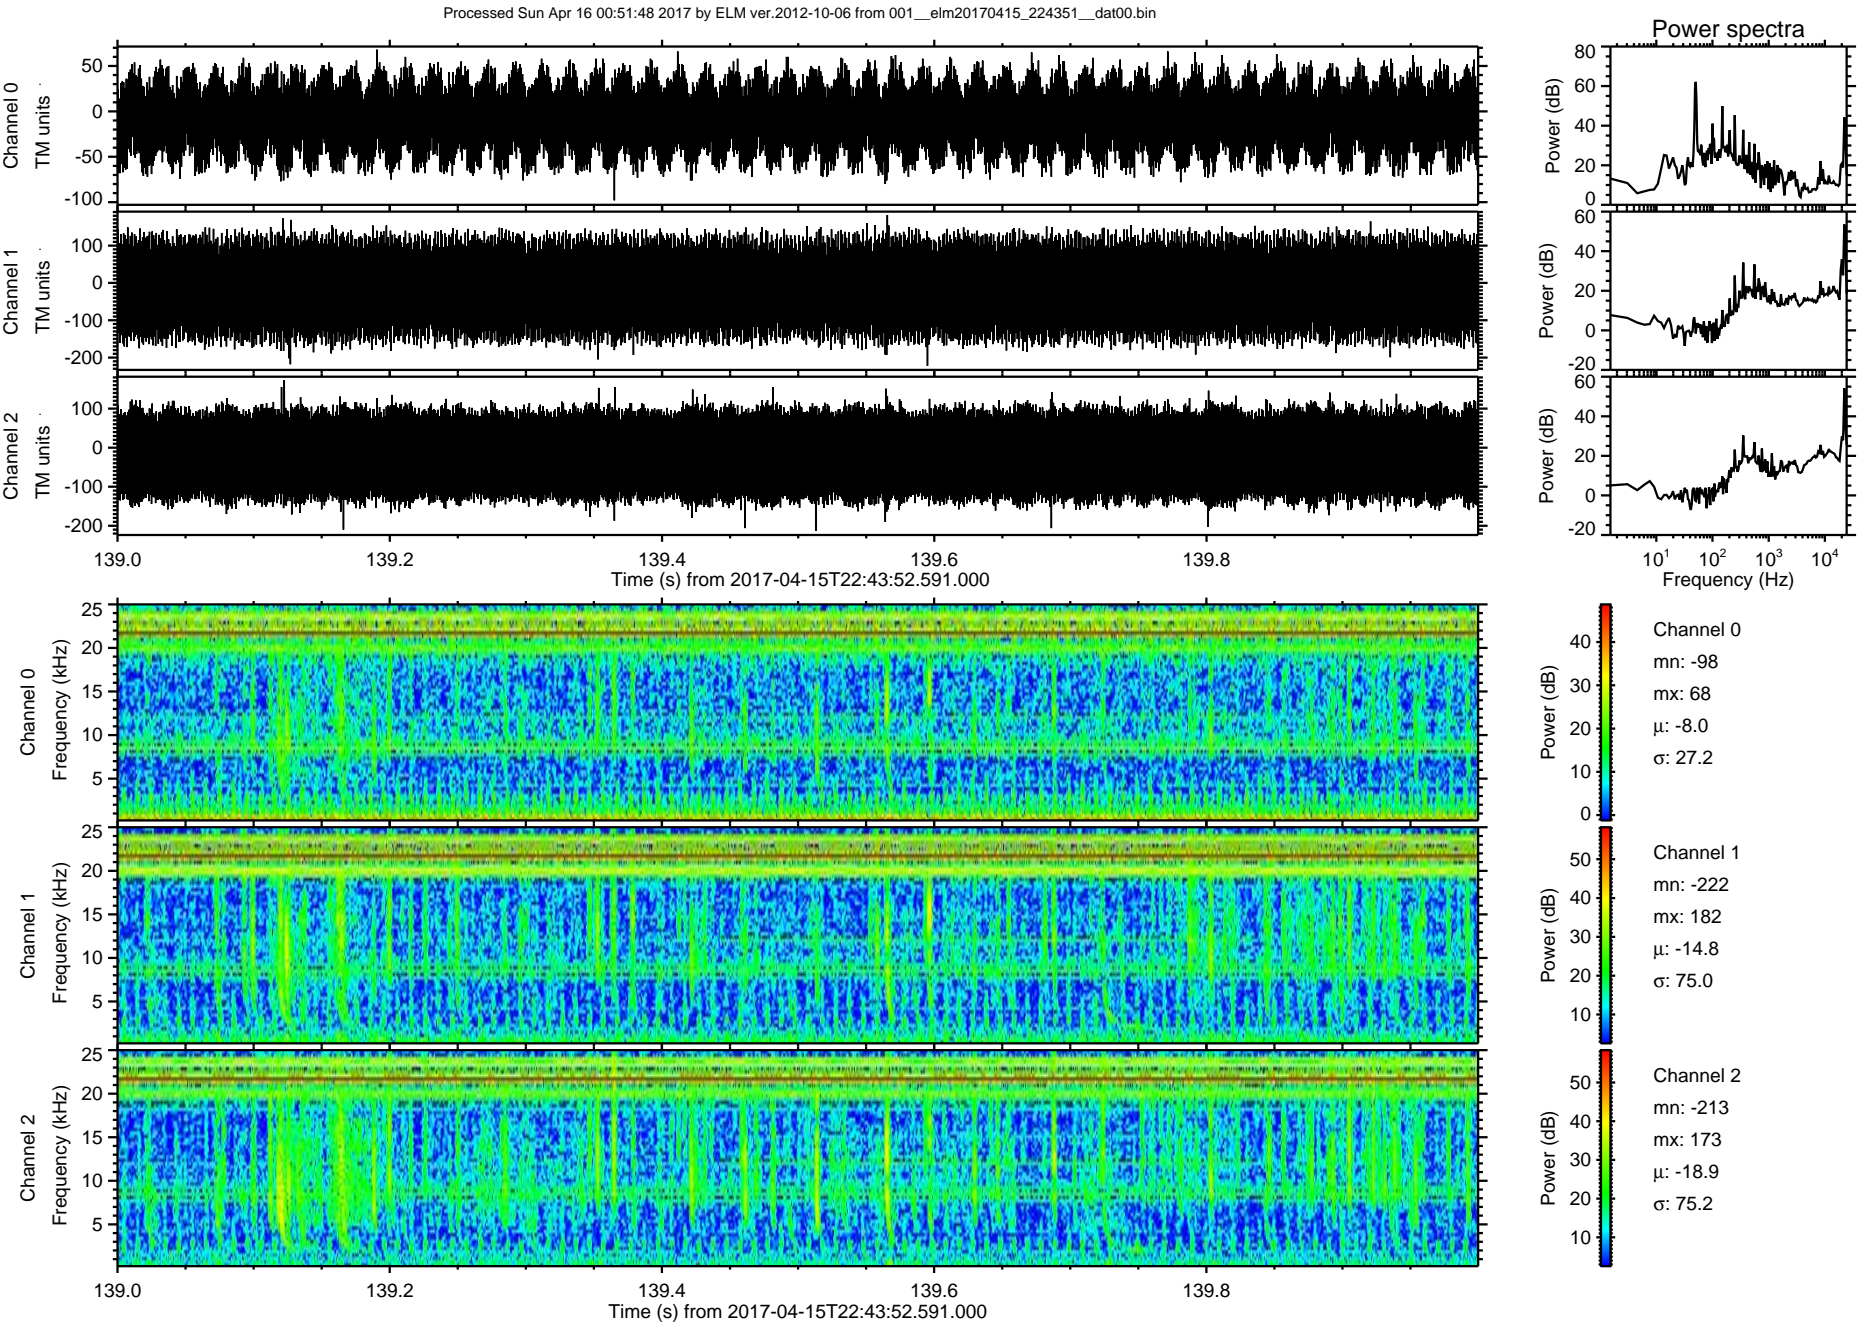 Processed Sun Apr 16 00:51:48 2017 by ELM ver.2012-10-06 from 001__elm20170415_224351__dat00.bin
Power spectra
Channel 0
TM units
50
0
-50
-100
Power (dB)
80
60
40
20
0
Channel 1
TM units
100
0
-100
-200
Power (dB)
60
40
20
0
-20
Channel 2
TM units
100
0
-100
-200
Power (dB)
60
40
20
0
-20
139.0 139.2 139.4 139.6 139.8
Time (s) from 2017-04-15T22:43:52.591.000
10¹ 10² 10³ 10⁴
Frequency (Hz)
Channel 0
Frequency (kHz)
25
20
15
10
5
Power (dB)
40
30
20
10
0
Channel 0
mn: -98
mx: 68
μ: -8.0
σ: 27.2
Channel 1
Frequency (kHz)
25
20
15
10
5
Power (dB)
50
40
30
20
10
Channel 1
mn: -222
mx: 182
μ: -14.8
σ: 75.0
Channel 2
Frequency (kHz)
25
20
15
10
5
Power (dB)
50
40
30
20
10
Channel 2
mn: -213
mx: 173
μ: -18.9
σ: 75.2
139.0 139.2 139.4 139.6 139.8
Time (s) from 2017-04-15T22:43:52.591.000